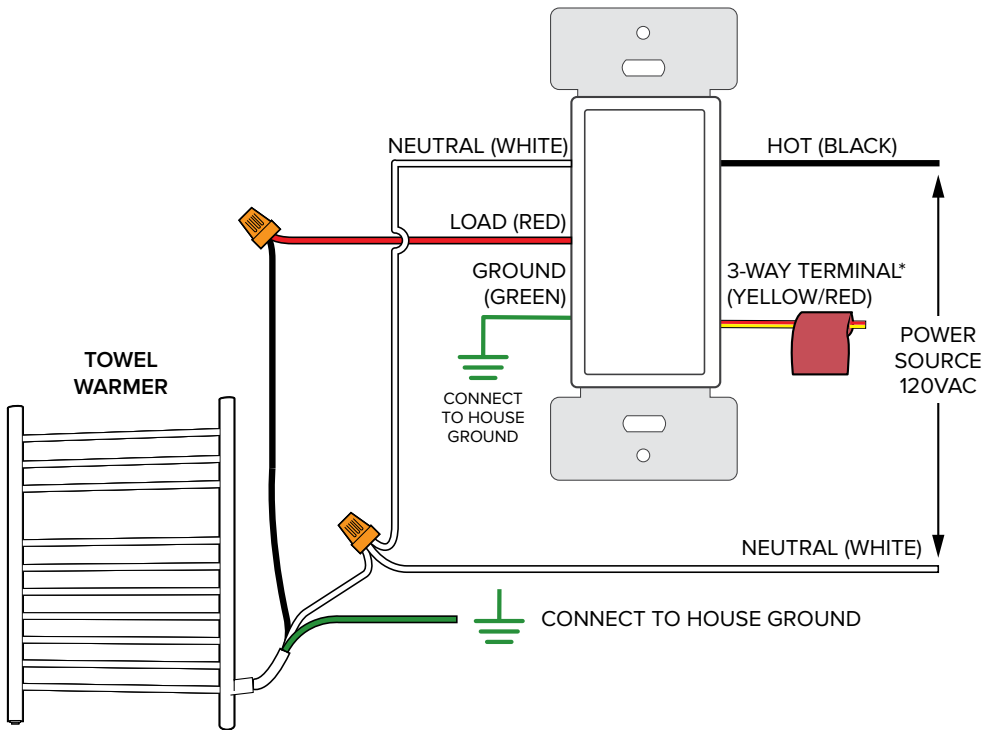 NEUTRAL (WHITE)
HOT (BLACK)
LOAD (RED)
GROUND
(GREEN)
3-WAY TERMINAL*
(YELLOW/RED)
POWER
SOURCE
120VAC
CONNECT
TO HOUSE
GROUND
TOWEL
WARMER
NEUTRAL (WHITE)
CONNECT TO HOUSE GROUND